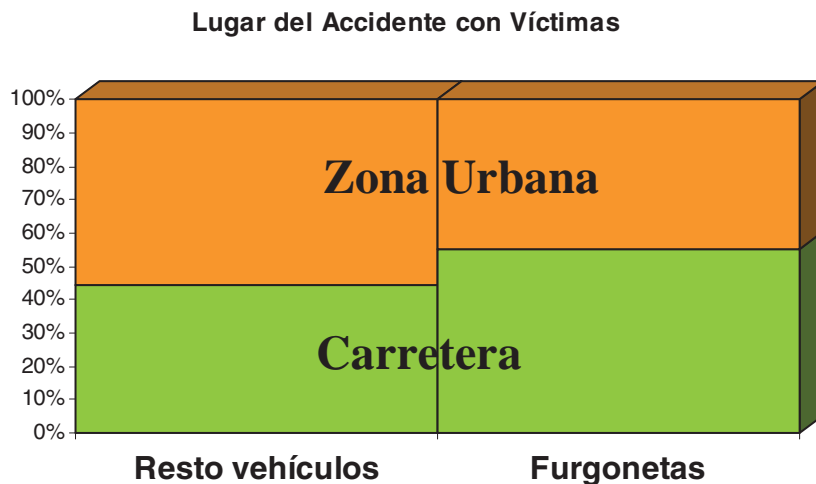 Lugar del Accidente con Víctimas
100%
90%
80%
70%
60%
50%
40%
30%
20%
10%
0%
Zona Urbana
Carretera
Resto vehículos
Furgonetas